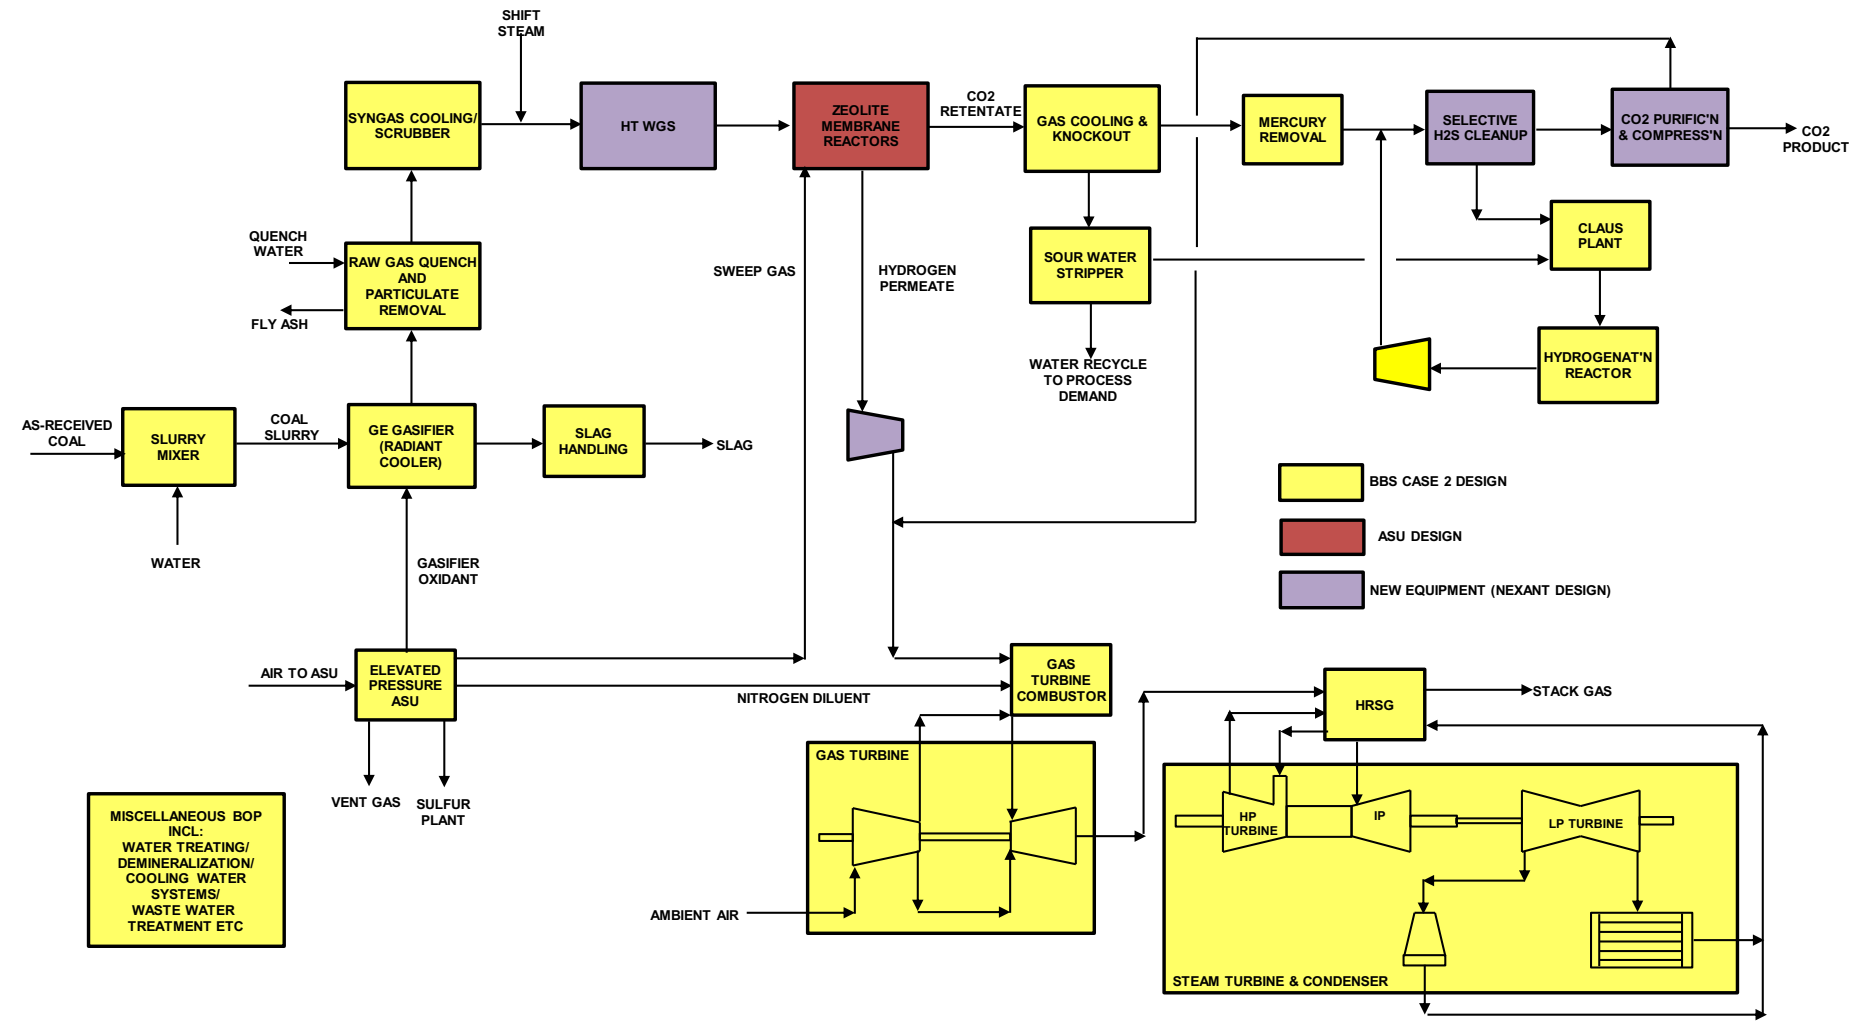 SHIFT
STEAM
SYNGAS COOLING/
SCRUBBER
HT WGS
ZEOLITE
MEMBRANE
REACTORS
CO2
RETENTATE
GAS COOLING &
KNOCKOUT
MERCURY
REMOVAL
SELECTIVE
H2S CLEANUP
CO2 PURIFIC'N
& COMPRESS'N
CO2
PRODUCT
QUENCH
WATER
RAW GAS QUENCH
AND
PARTICULATE
REMOVAL
FLY ASH
SWEEP GAS
HYDROGEN
PERMEATE
SOUR WATER
STRIPPER
CLAUS
PLANT
WATER RECYCLE
TO PROCESS
DEMAND
HYDROGENAT'N
REACTOR
AS-RECEIVED
COAL
SLURRY
MIXER
COAL
SLURRY
GE GASIFIER
(RADIANT
COOLER)
SLAG
HANDLING
SLAG
WATER
GASIFIER
OXIDANT
BBS CASE 2 DESIGN
ASU DESIGN
NEW EQUIPMENT (NEXANT DESIGN)
AIR TO ASU
ELEVATED
PRESSURE
ASU
NITROGEN DILUENT
GAS
TURBINE
COMBUSTOR
HRSG
STACK GAS
VENT GAS
SULFUR
PLANT
GAS TURBINE
AMBIENT AIR
HP
TURBINE
IP
LP TURBINE
STEAM TURBINE & CONDENSER
MISCELLANEOUS BOP
INCL:
WATER TREATING/
DEMINERALIZATION/
COOLING WATER
SYSTEMS/
WASTE WATER
TREATMENT ETC